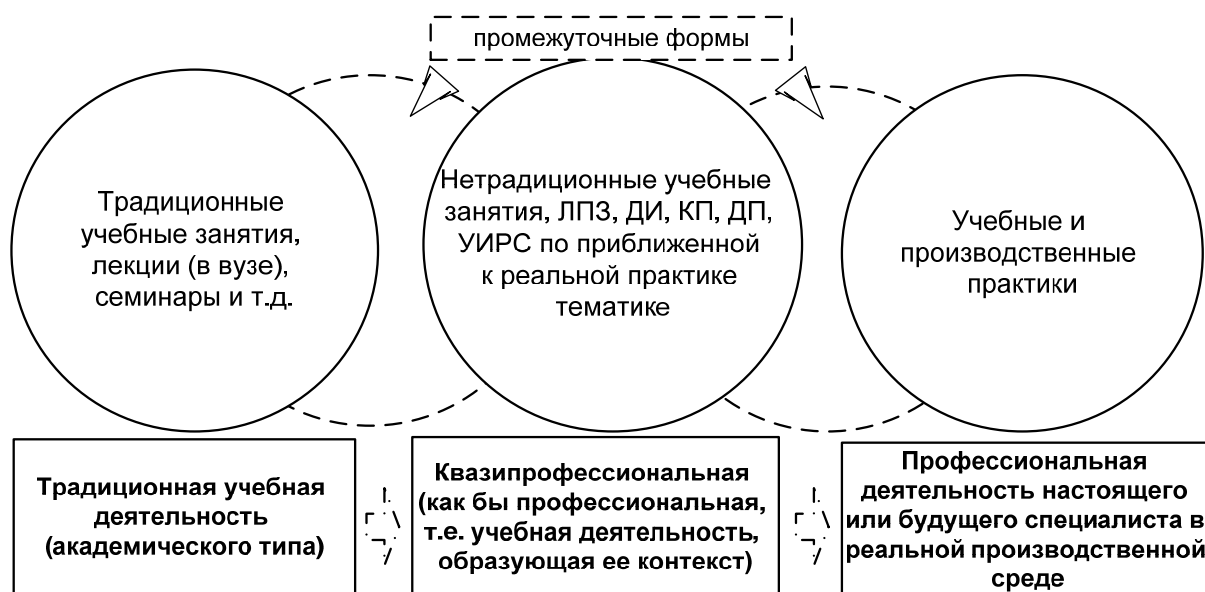 промежуточные формы
Традиционные
учебные занятия,
лекции (в вузе),
семинары и т.д.
Нетрадиционные учебные
занятия, ЛПЗ, ДИ, КП, ДП,
УИРС по приближенной
к реальной практике
тематике
Учебные и
производственные
практики
Традиционная учебная
деятельность
(академического типа)
Квазипрофессиональная
(как бы профессиональная,
т.е. учебная деятельность,
образующая ее контекст)
Профессиональная
деятельность настоящего
или будущего специалиста в
реальной производственной
среде